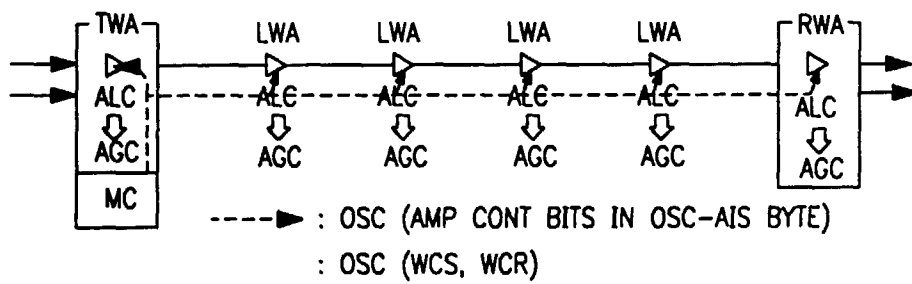 TWA LWA LWA LWA LWA RWA
ALC ALC ALC ALC ALC ALC
AGC AGC AGC AGC AGC AGC
MC
: OSC (AMP CONT BITS IN OSC-AIS BYTE)
: OSC (WCS, WCR)